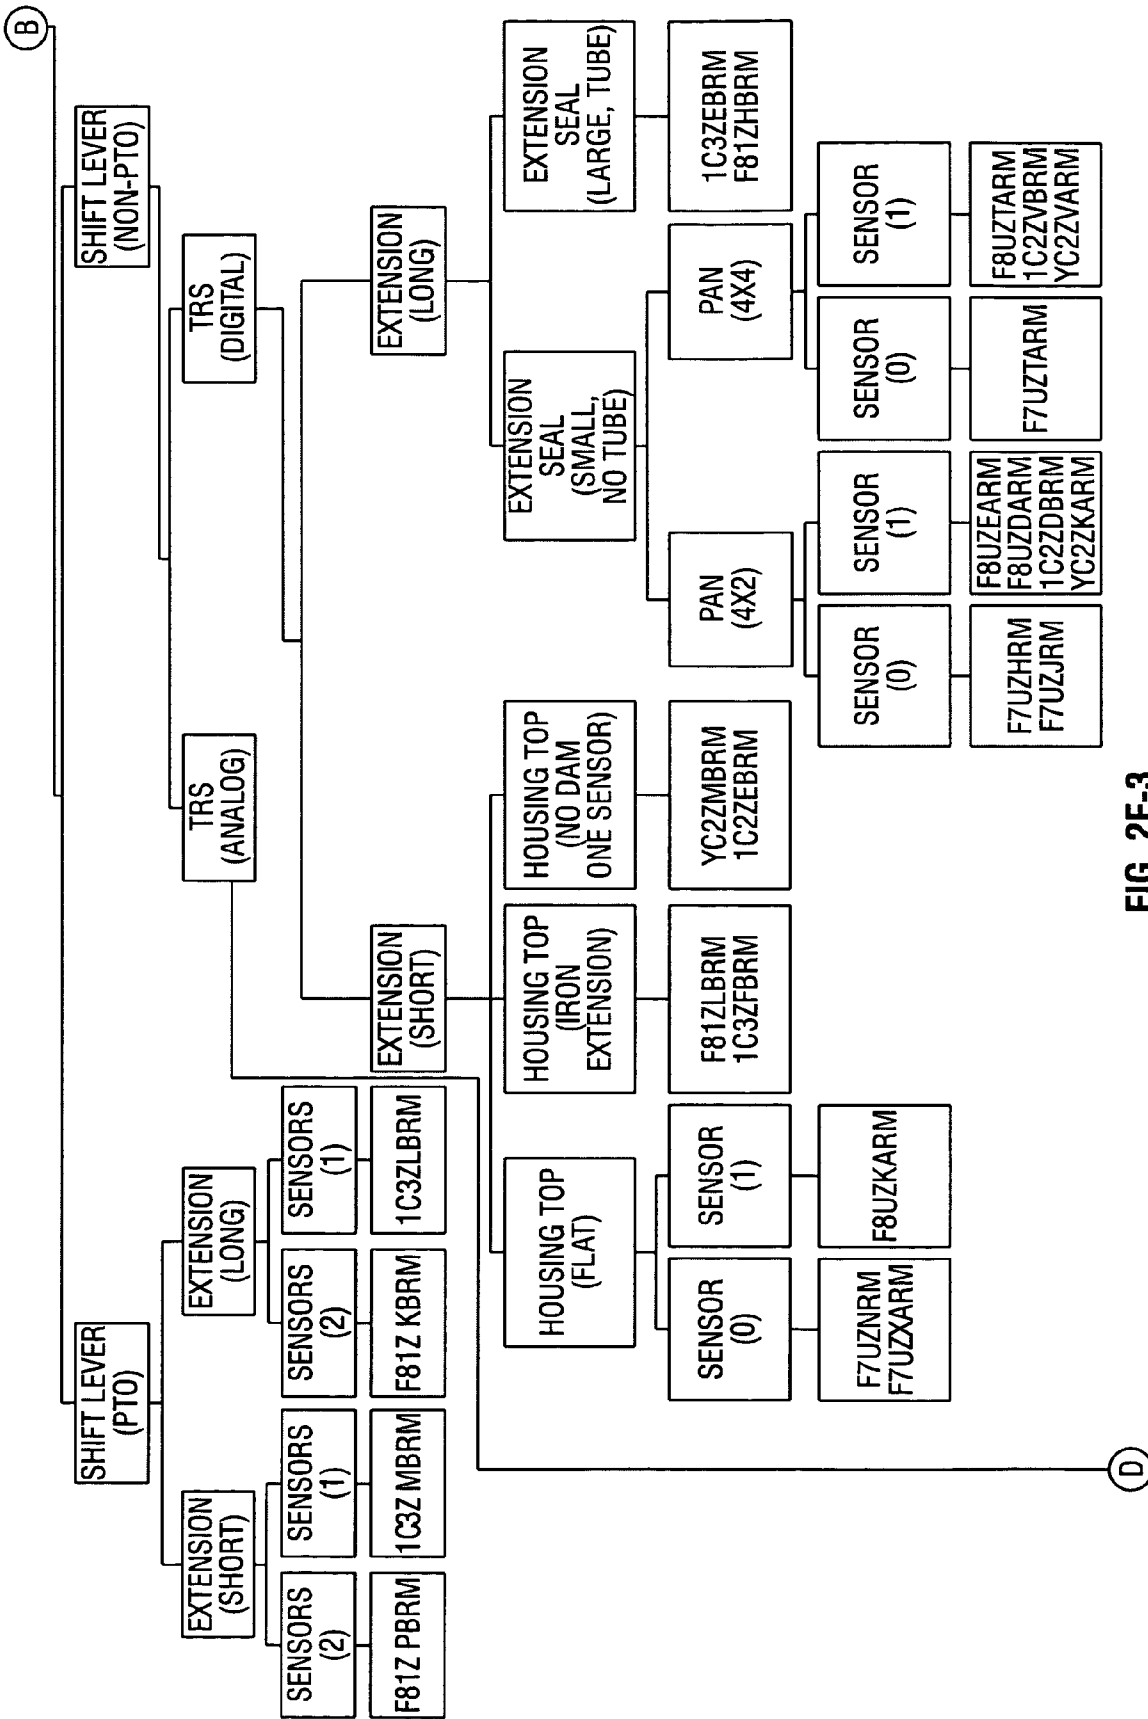 B
SHIFT LEVER
(PTO)
SHIFT LEVER
(NON-PTO)
EXTENSION
(SHORT)
EXTENSION
(LONG)
TRS
(ANALOG)
TRS
(DIGITAL)
SENSORS
(2)
SENSORS
(1)
SENSORS
(2)
SENSORS
(1)
F81Z PBRM
1C3Z MBRM
F81Z KBRM
1C3ZLBRM
EXTENSION
(SHORT)
EXTENSION
(LONG)
HOUSING TOP
(FLAT)
HOUSING TOP
(IRON
EXTENSION)
HOUSING TOP
(NO DAM
ONE SENSOR)
EXTENSION
SEAL
(SMALL,
NO TUBE)
EXTENSION
SEAL
(LARGE, TUBE)
SENSOR
(0)
SENSOR
(1)
F81ZLBRM
1C3ZFBRM
YC2ZMBRM
1C2ZEBRM
PAN
(4X2)
PAN
(4X4)
1C3ZEBRM
F81ZHBRM
F7UZNRM
F7UZXARM
F8UZKARM
SENSOR
(0)
SENSOR
(1)
SENSOR
(0)
SENSOR
(1)
F7UZHRM
F7UZJRM
F8UZEARM
F8UZDARM
1C2ZDBRM
YC2ZKARM
F7UZTARM
F8UZTARM
1C2ZVBRM
YC2ZVARM
D
FIG. 2E-3